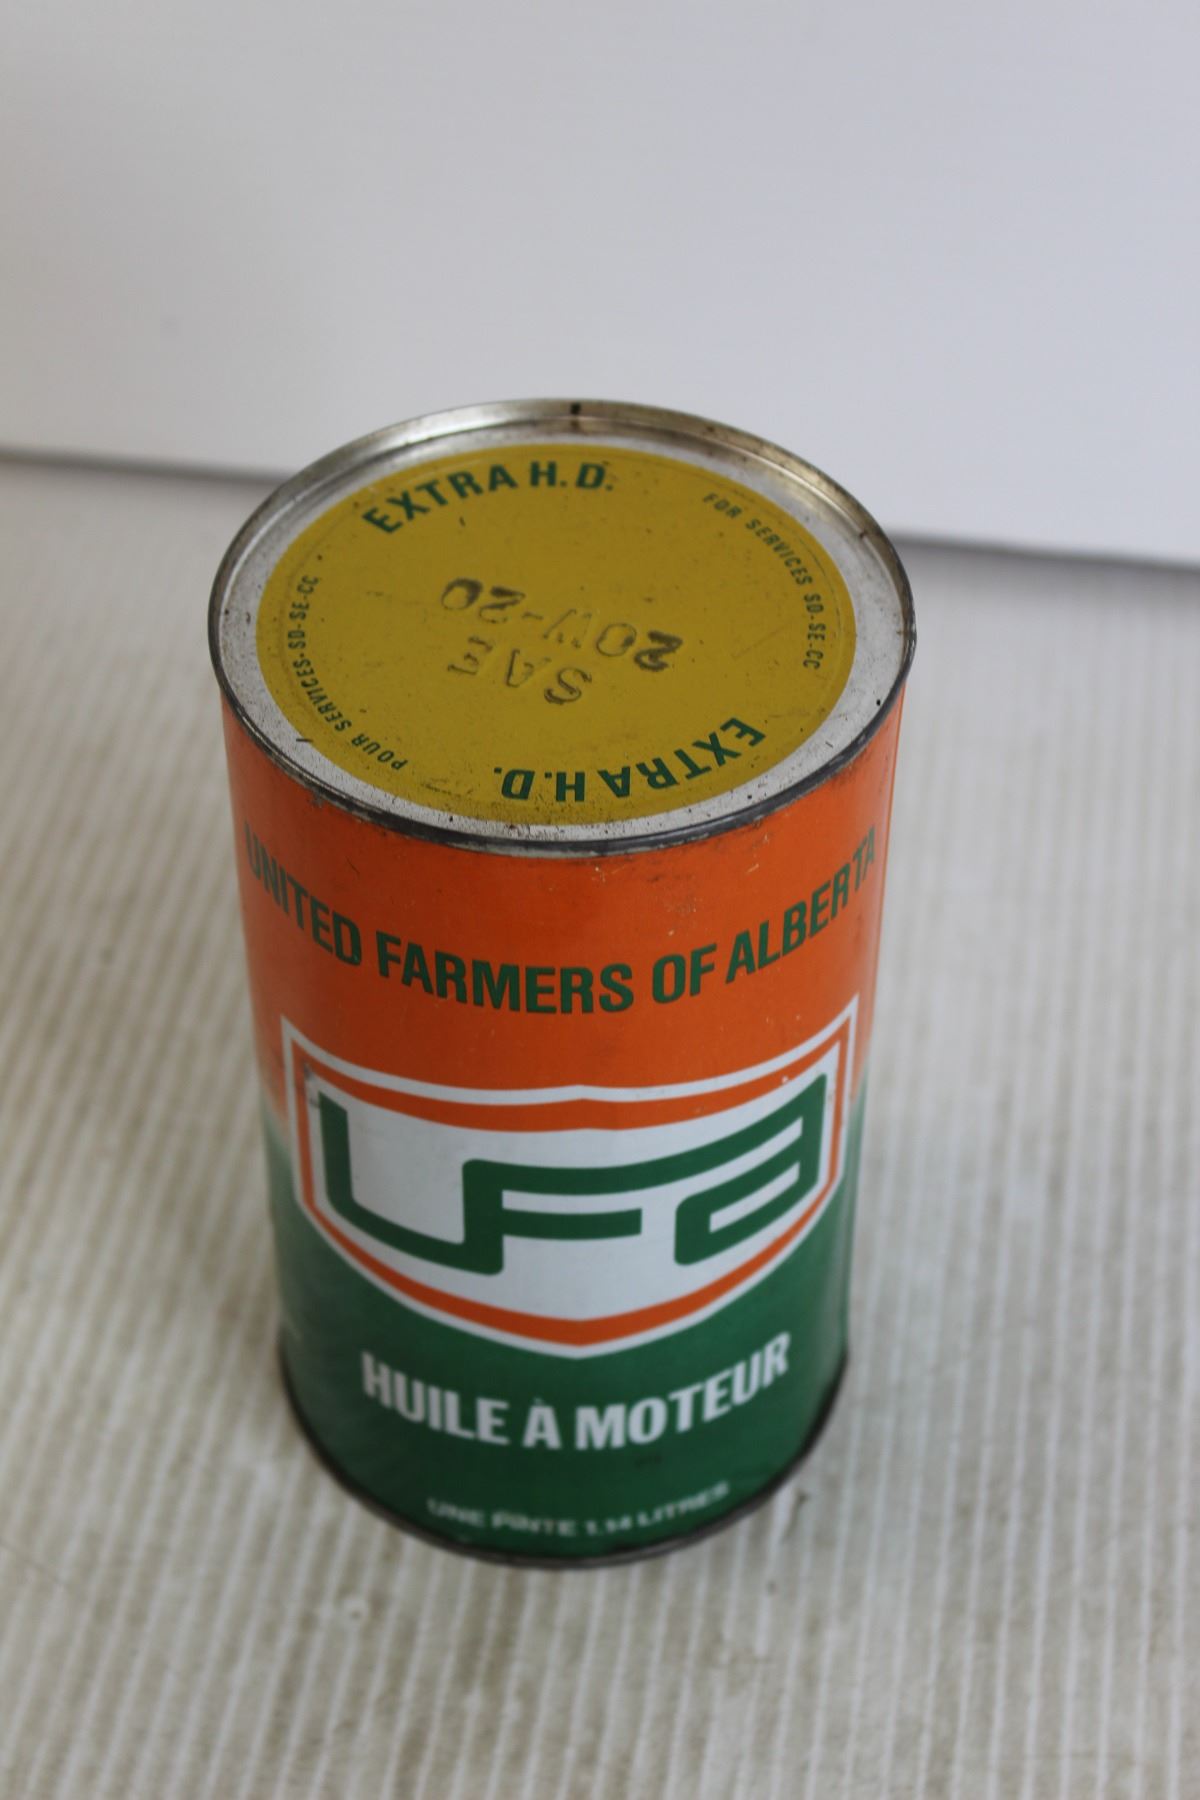 EXTRA H.D.
FOR SERVICES SD-SE-CC
SAE
20W-20
EXTRA H.D.
POUR SERVICES-SD-SE-CC
UNITED FARMERS OF ALBERTA
UFA
HUILE À MOTEUR
UNE PINTE 1.14 LITRES